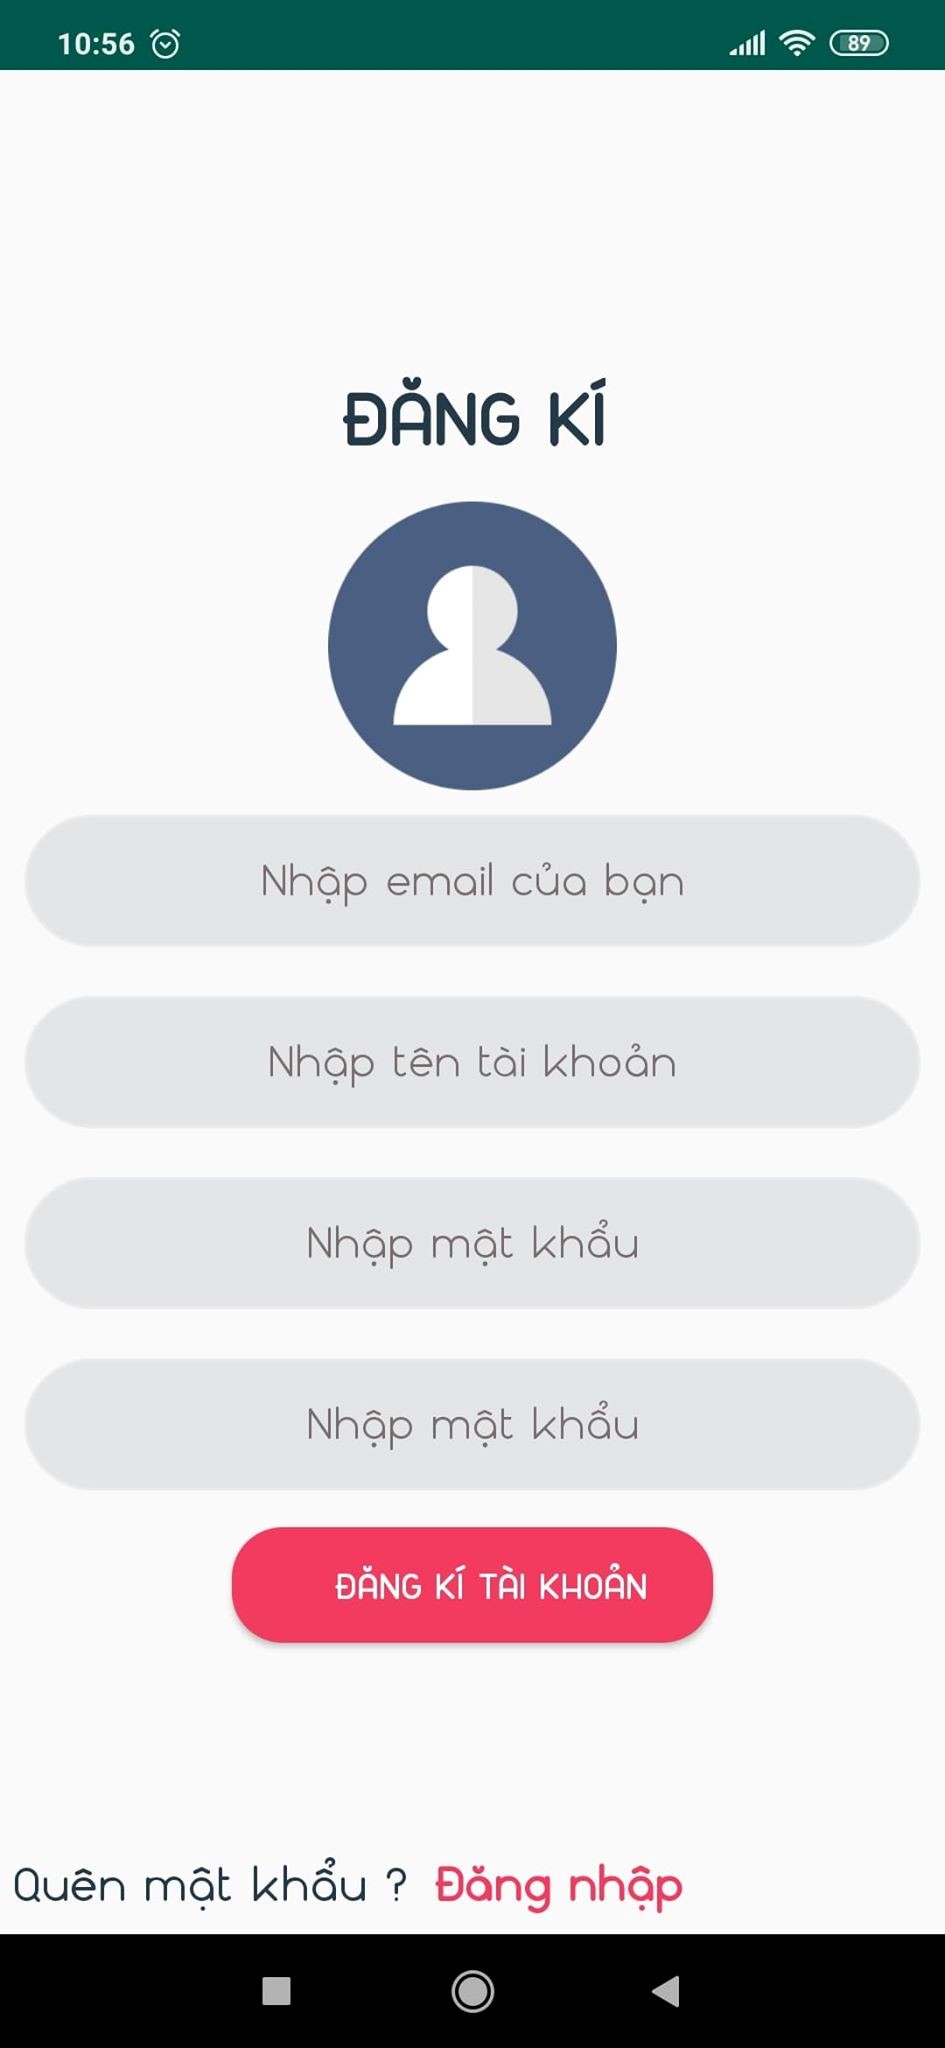 10:56
89
ĐĂNG KÍ
Nhập email của bạn
Nhập tên tài khoản
Nhập mật khẩu
Nhập mật khẩu
ĐĂNG KÍ TÀI KHOẢN
Quên mật khẩu ? Đăng nhập